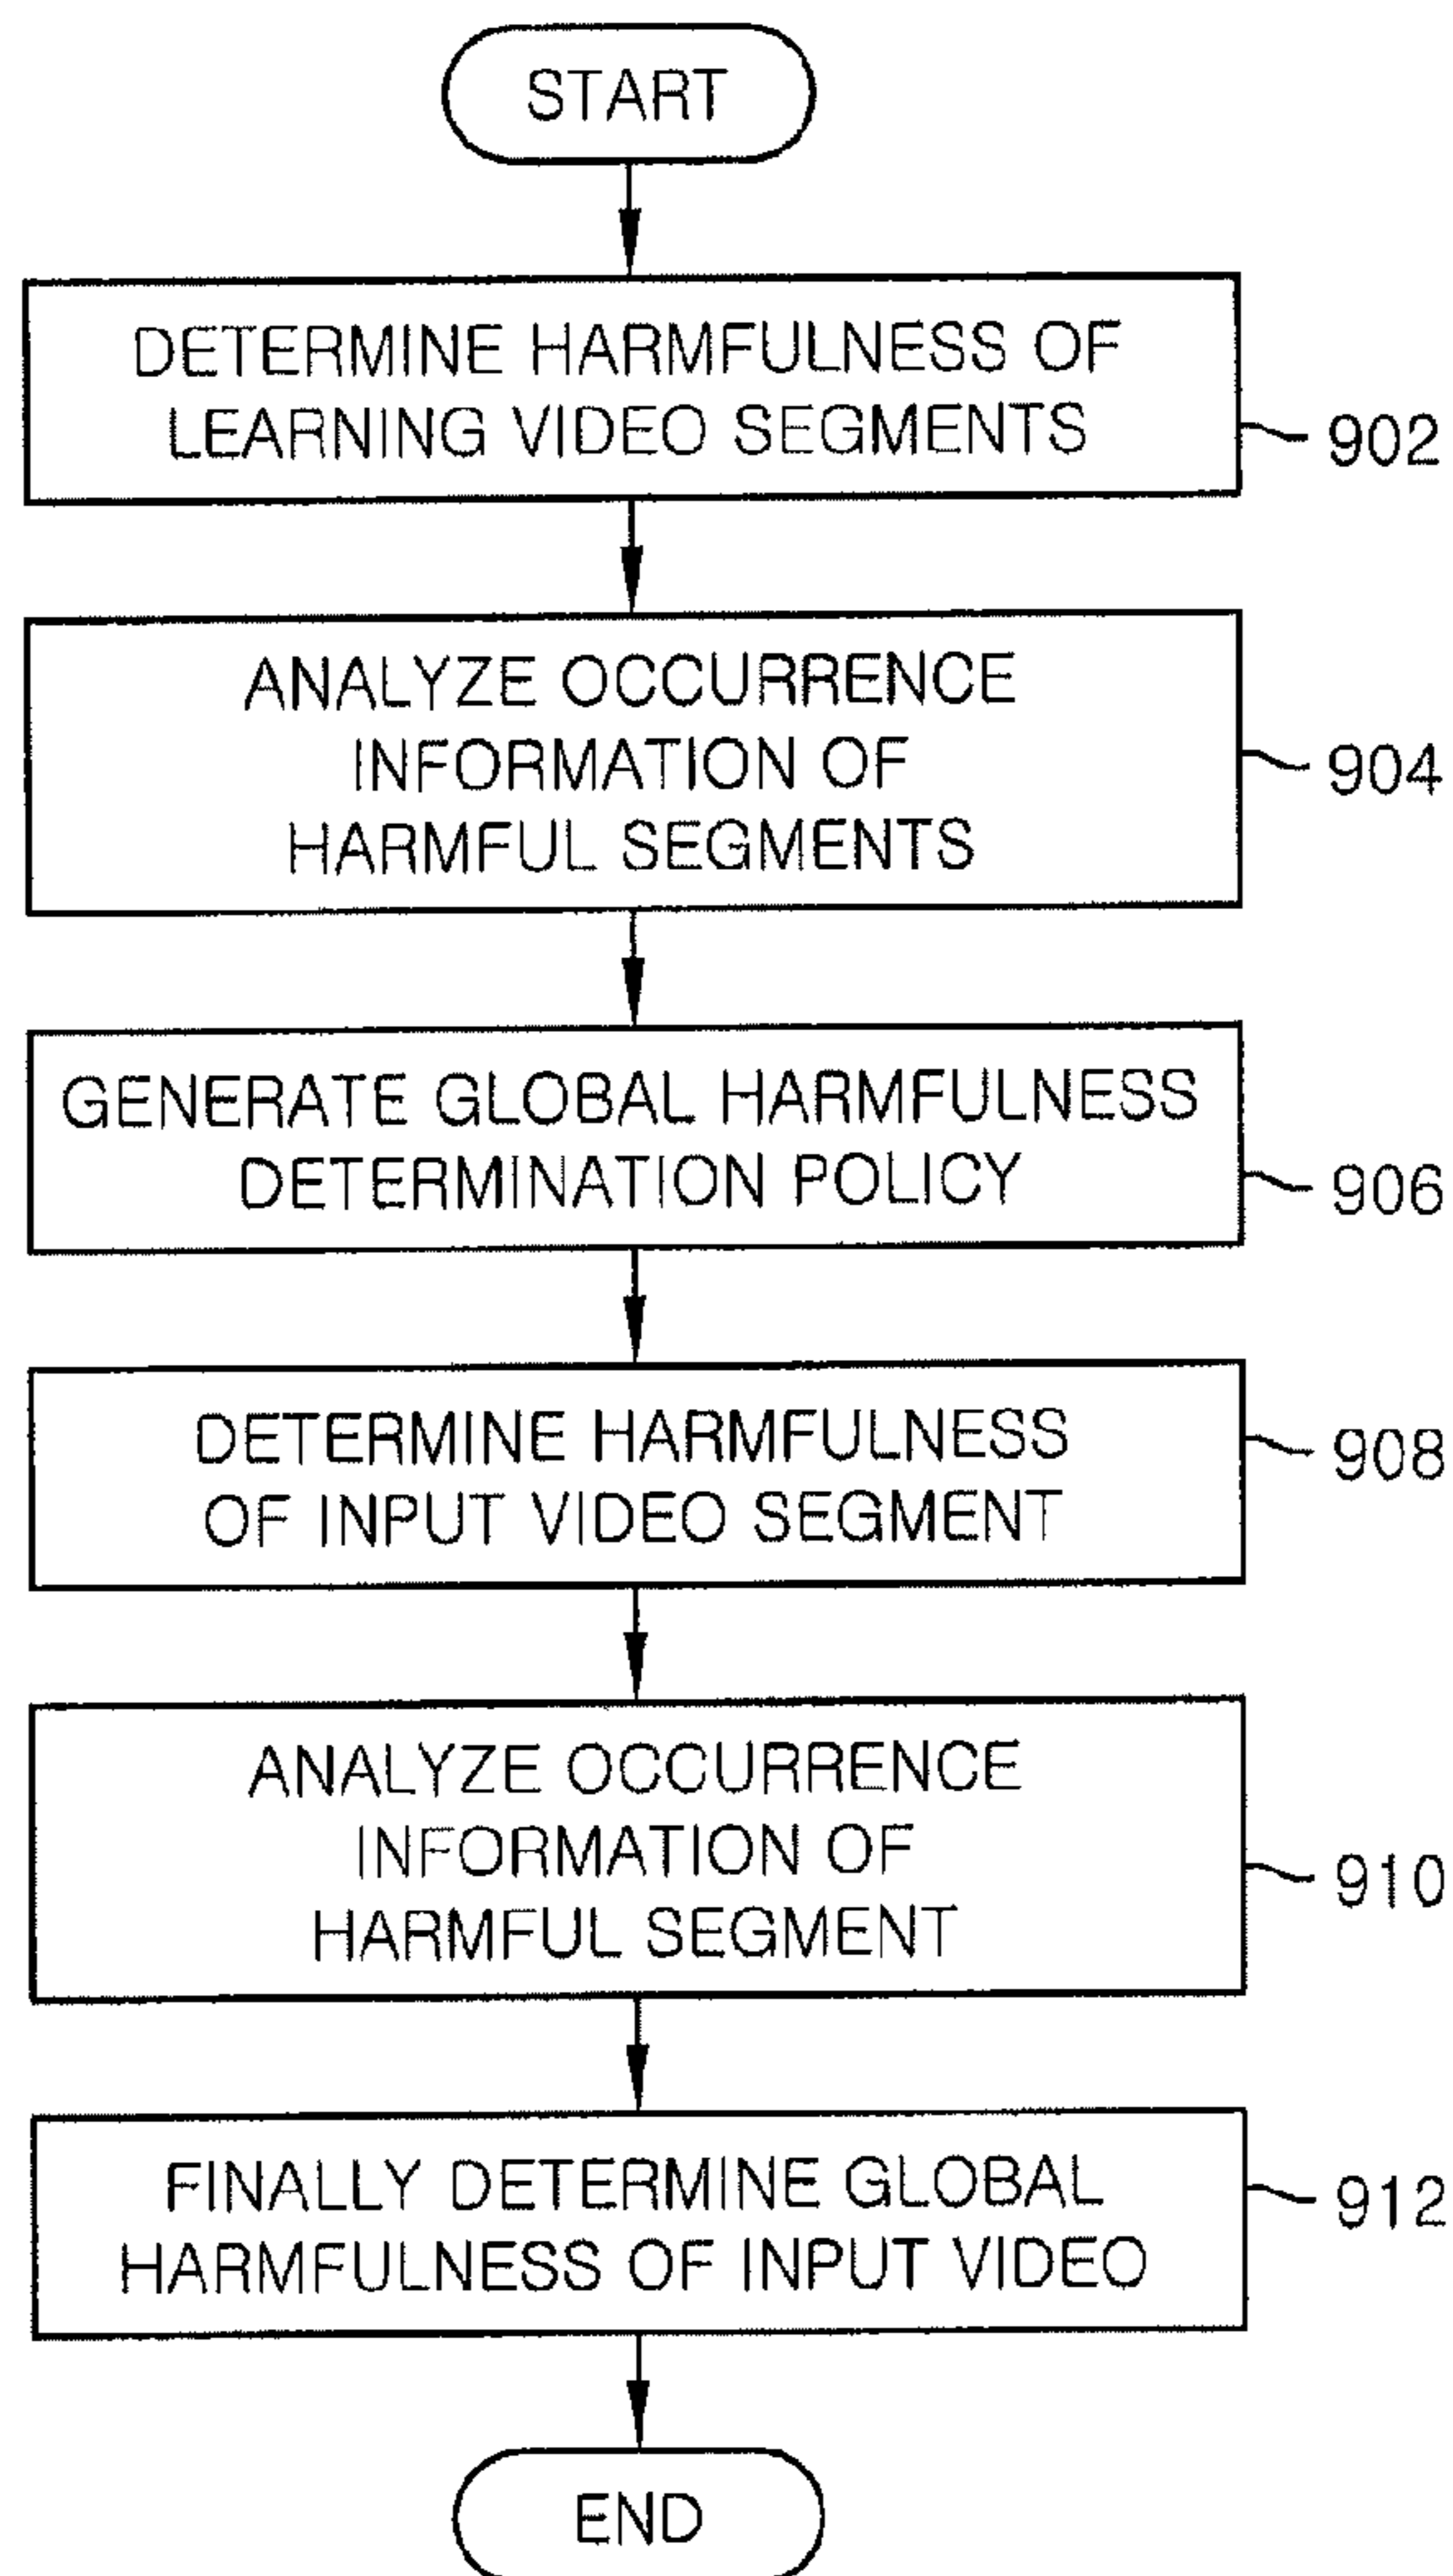 START
DETERMINE HARMFULNESS OF
LEARNING VIDEO SEGMENTS
902
ANALYZE OCCURRENCE
INFORMATION OF
HARMFUL SEGMENTS
904
GENERATE GLOBAL HARMFULNESS
DETERMINATION POLICY
906
DETERMINE HARMFULNESS
OF INPUT VIDEO SEGMENT
908
ANALYZE OCCURRENCE
INFORMATION OF
HARMFUL SEGMENT
910
FINALLY DETERMINE GLOBAL
HARMFULNESS OF INPUT VIDEO
912
END